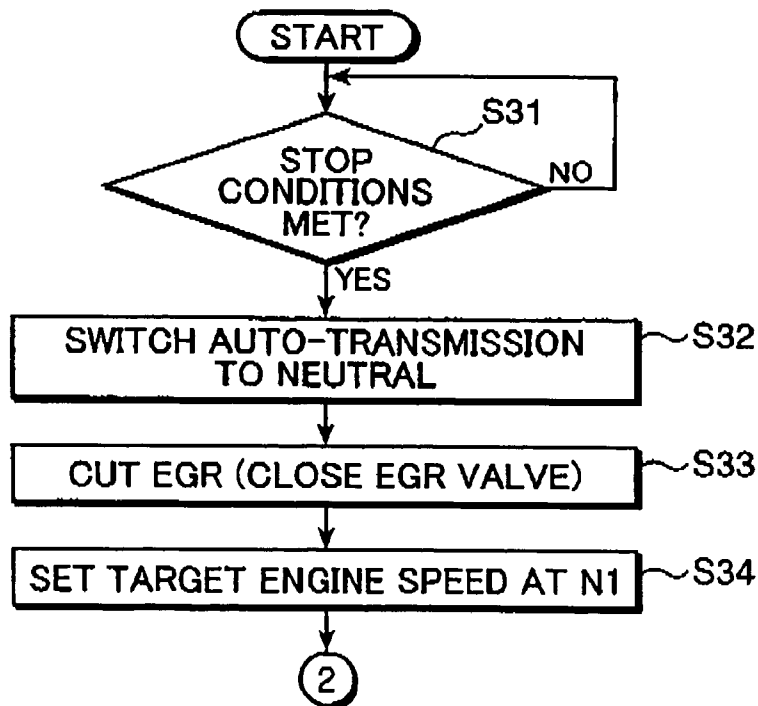 START
S31
STOP
CONDITIONS
MET?
NO
YES
SWITCH AUTO-TRANSMISSION
TO NEUTRAL
S32
CUT EGR (CLOSE EGR VALVE)
S33
SET TARGET ENGINE SPEED AT N1
S34
2